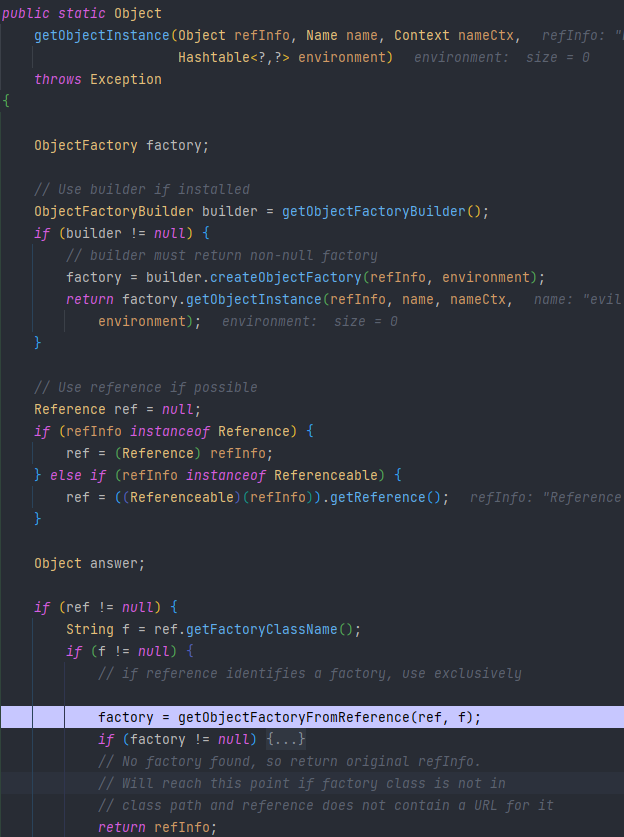 public static Object
getObjectInstance(Object refInfo, Name name, Context nameCtx,   refInfo: "
Hashtable<?,?> environment)   environment:  size = 0
throws Exception
{
ObjectFactory factory;
// Use builder if installed
ObjectFactoryBuilder builder = getObjectFactoryBuilder();
if (builder != null) {
// builder must return non-null factory
factory = builder.createObjectFactory(refInfo, environment);
return factory.getObjectInstance(refInfo, name, nameCtx,   name: "evil
environment);   environment:  size = 0
}
// Use reference if possible
Reference ref = null;
if (refInfo instanceof Reference) {
ref = (Reference) refInfo;
} else if (refInfo instanceof Referenceable) {
ref = ((Referenceable)(refInfo)).getReference();   refInfo: "Reference
}
Object answer;
if (ref != null) {
String f = ref.getFactoryClassName();
if (f != null) {
// if reference identifies a factory, use exclusively
factory = getObjectFactoryFromReference(ref, f);
if (factory != null) {...}
// No factory found, so return original refInfo.
// Will reach this point if factory class is not in
// class path and reference does not contain a URL for it
return refInfo;